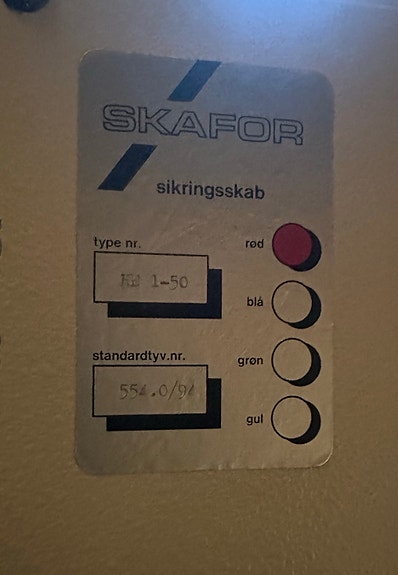 SKAFOR
sikringsskab
type nr.
1-50
rød
blå
standardtyv.nr.
grøn
554.0/94
gul